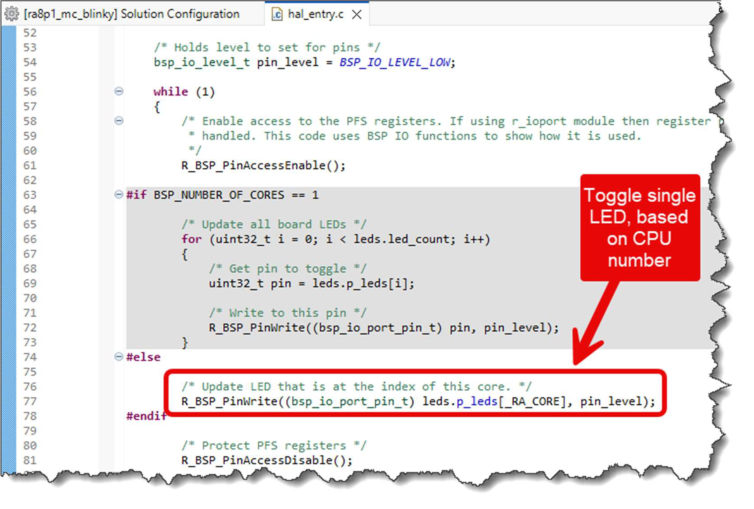 [ra8p1_mc_blinky] Solution Configuration
hal_entry.c
52
53 /* Holds level to set for pins */
54 bsp_io_level_t pin_level = BSP_IO_LEVEL_LOW;
55
56 while (1)
57 {
58 /* Enable access to the PFS registers. If using r_ioport module then register
59 * handled. This code uses BSP IO functions to show how it is used.
60 */
61 R_BSP_PinAccessEnable();
62
63 #if BSP_NUMBER_OF_CORES == 1
64
65 /* Update all board LEDs */
66 for (uint32_t i = 0; i < leds.led_count; i++)
67 {
68 /* Get pin to toggle */
69 uint32_t pin = leds.p_leds[i];
70
71 /* Write to this pin */
72 R_BSP_PinWrite((bsp_io_port_pin_t) pin, pin_level);
73 }
74 #else
75
76 /* Update LED that is at the index of this core. */
77 R_BSP_PinWrite((bsp_io_port_pin_t) leds.p_leds[_RA_CORE], pin_level);
78 #endif
79
80 /* Protect PFS registers */
81 R_BSP_PinAccessDisable();
Toggle single
LED, based
on CPU
number